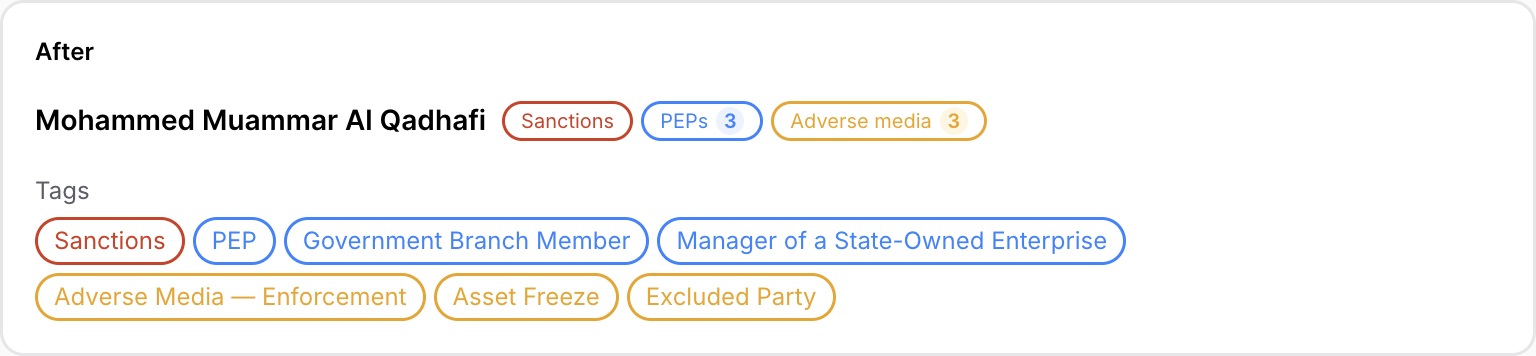 After
Mohammed Muammar Al Qadhafi Sanctions PEPs 3 Adverse media 3
Tags
Sanctions PEP Government Branch Member Manager of a State-Owned Enterprise
Adverse Media — Enforcement Asset Freeze Excluded Party